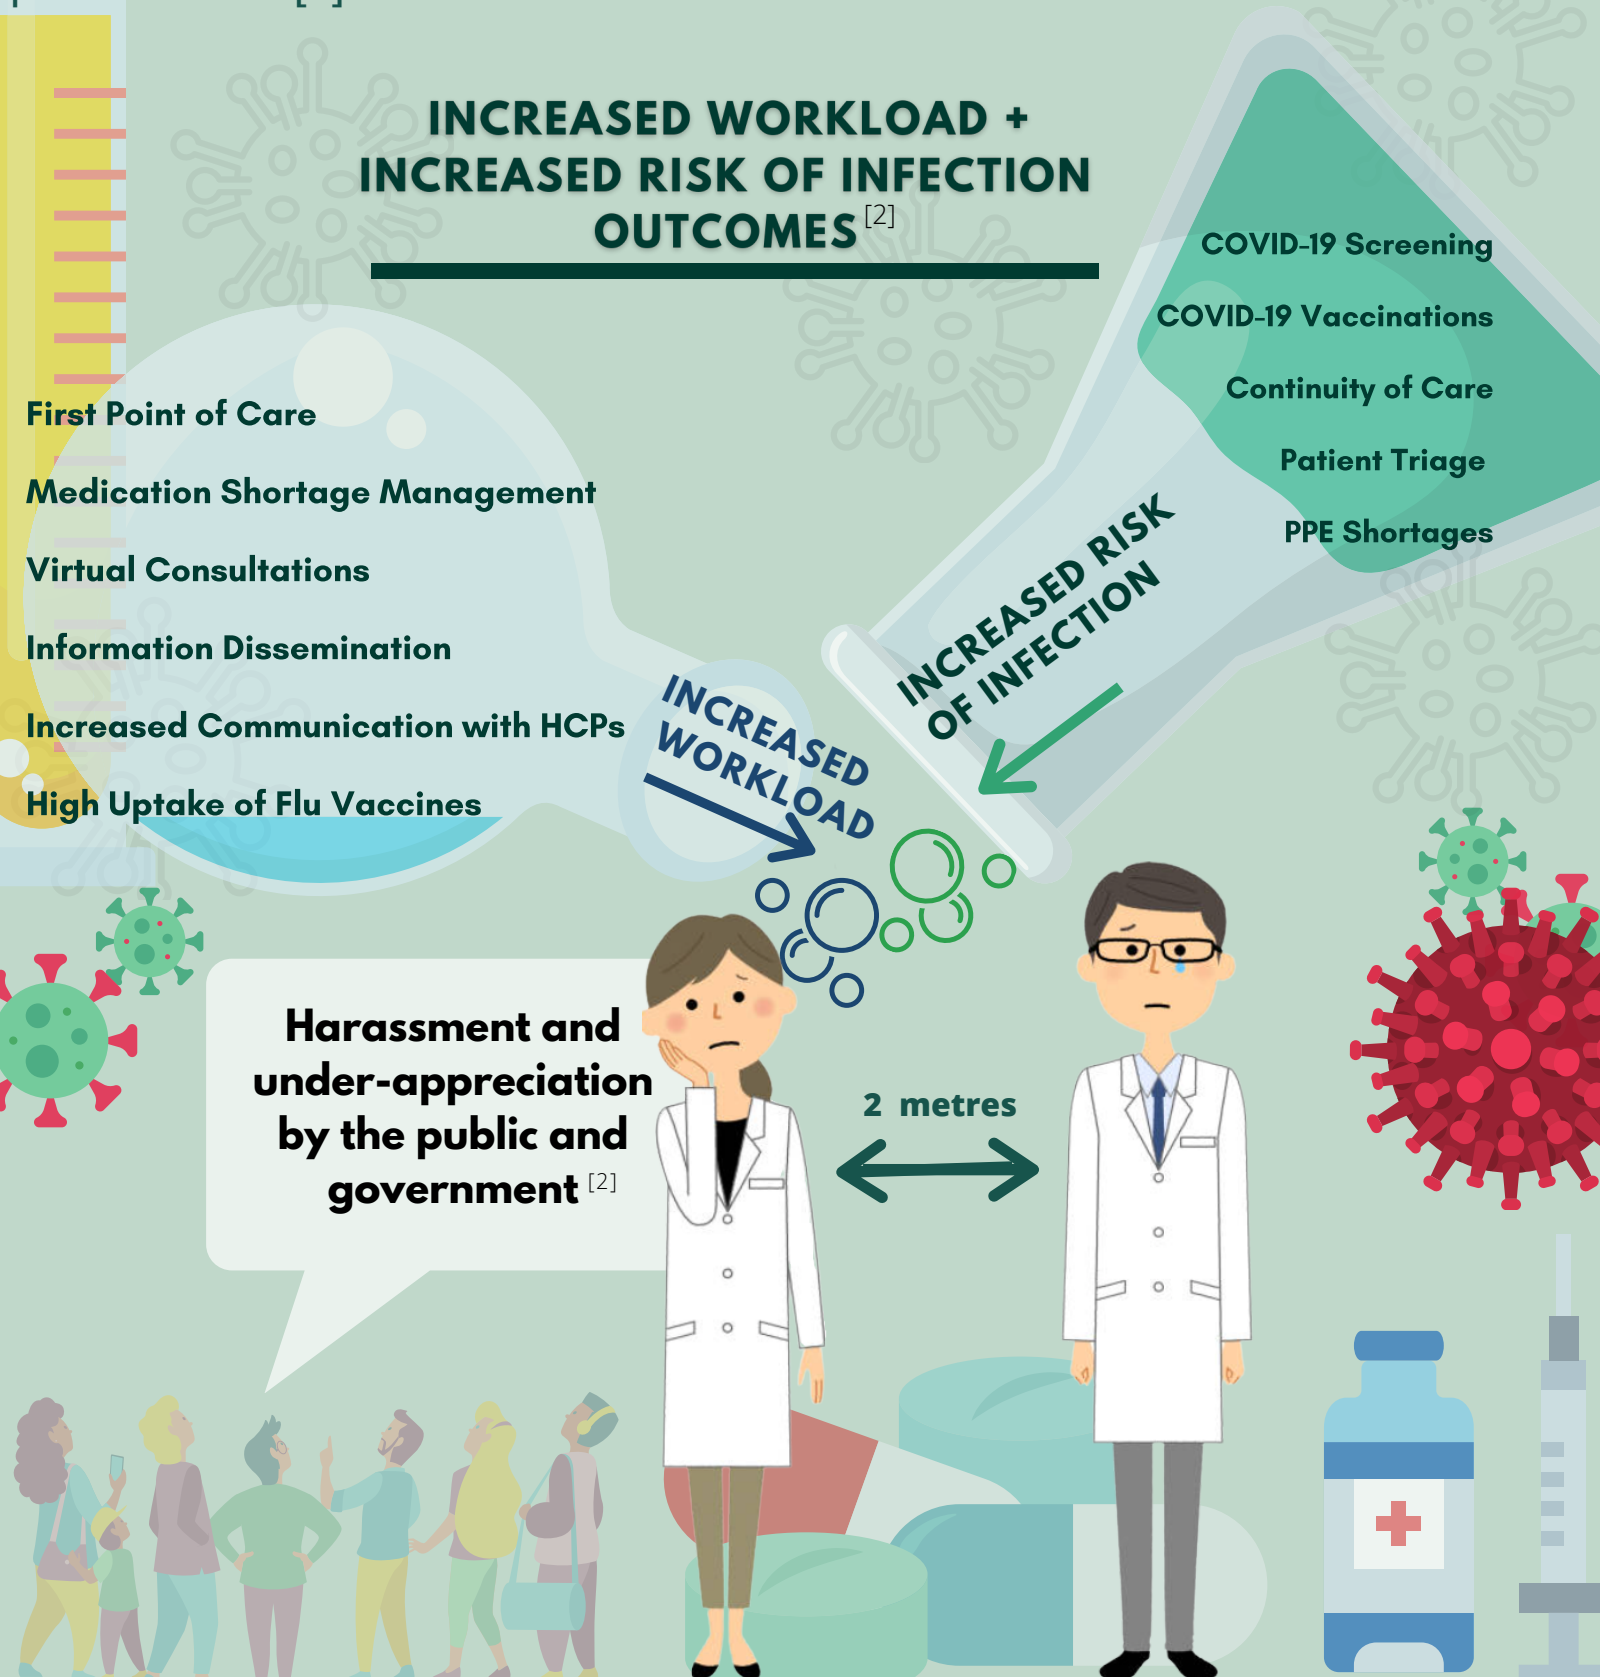 INCREASED WORKLOAD +
INCREASED RISK OF INFECTION
OUTCOMES [2]
COVID-19 Screening
COVID-19 Vaccinations
Continuity of Care
Patient Triage
PPE Shortages
First Point of Care
Medication Shortage Management
Virtual Consultations
Information Dissemination
Increased Communication with HCPs
High Uptake of Flu Vaccines
INCREASED RISK
OF INFECTION
INCREASED
WORKLOAD
Harassment and
under-appreciation
by the public and
government [2]
2 metres